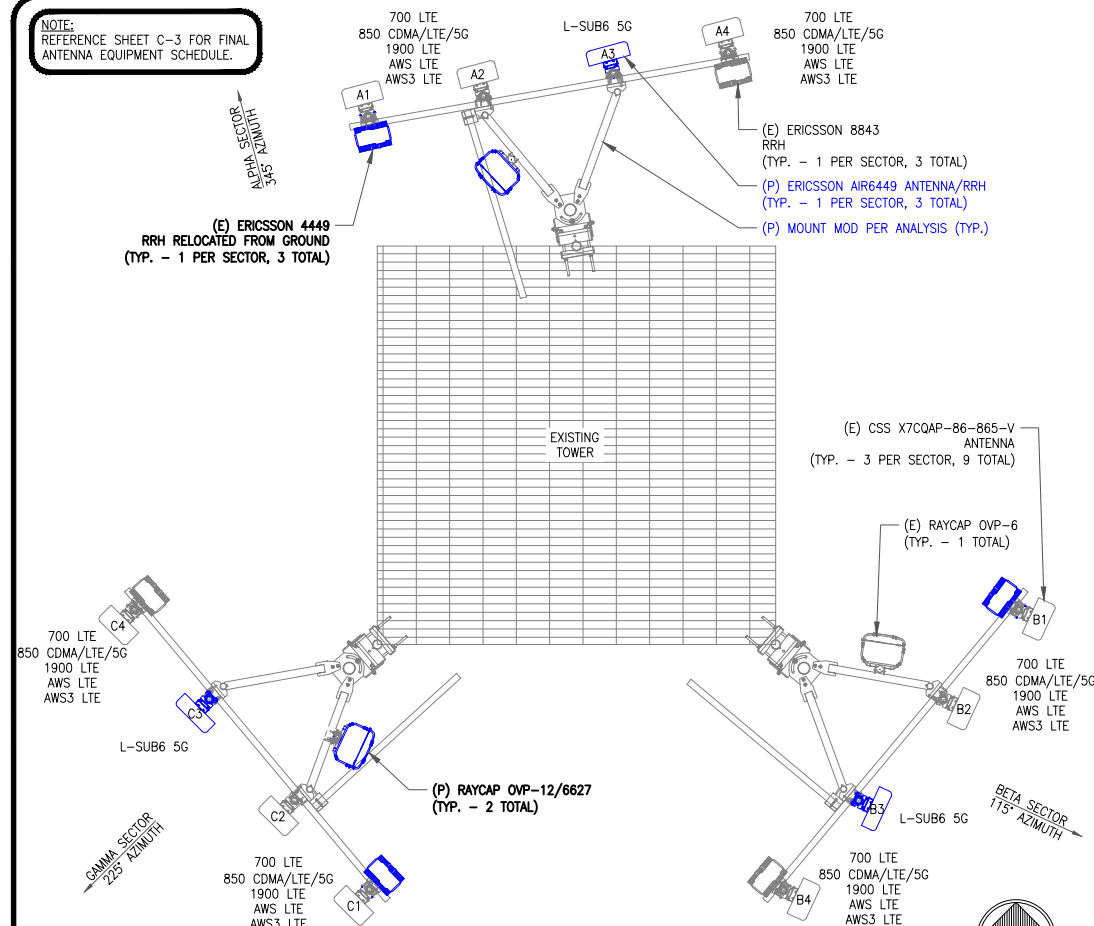 NOTE:
REFERENCE SHEET C-3 FOR FINAL
ANTENNA EQUIPMENT SCHEDULE.
700 LTE
850 CDMA/LTE/5G
1900 LTE
AWS LTE
AWS3 LTE
L-SUB6 5G
700 LTE
850 CDMA/LTE/5G
1900 LTE
AWS LTE
AWS3 LTE
A1
A2
A3
A4
ALPHA SECTOR
345° AZIMUTH
(E) ERICSSON 8843
RRH
(TYP. - 1 PER SECTOR, 3 TOTAL)
(P) ERICSSON AIR6449 ANTENNA/RRH
(TYP. - 1 PER SECTOR, 3 TOTAL)
(P) MOUNT MOD PER ANALYSIS (TYP.)
(E) ERICSSON 4449
RRH RELOCATED FROM GROUND
(TYP. - 1 PER SECTOR, 3 TOTAL)
EXISTING
TOWER
(E) CSS X7CQAP-86-865-V
ANTENNA
(TYP. - 3 PER SECTOR, 9 TOTAL)
(E) RAYCAP OVP-6
(TYP. - 1 TOTAL)
C4
700 LTE
850 CDMA/LTE/5G
1900 LTE
AWS LTE
AWS3 LTE
C3
L-SUB6 5G
B1
700 LTE
850 CDMA/LTE/5G
1900 LTE
AWS LTE
AWS3 LTE
B2
(P) RAYCAP OVP-12/6627
(TYP. - 2 TOTAL)
C2
B3
L-SUB6 5G
BETA SECTOR
115° AZIMUTH
GAMMA SECTOR
225° AZIMUTH
700 LTE
850 CDMA/LTE/5G
1900 LTE
AWS LTE
AWS3 LTE
C1
B4
700 LTE
850 CDMA/LTE/5G
1900 LTE
AWS LTE
AWS3 LTE